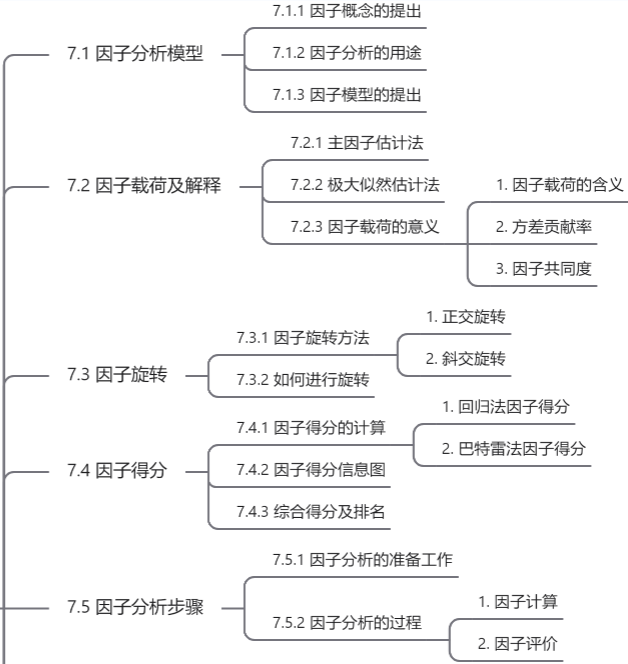 7.1 因子分析模型
7.1.1 因子概念的提出
7.1.2 因子分析的用途
7.1.3 因子模型的提出
7.2 因子载荷及解释
7.2.1 主因子估计法
7.2.2 极大似然估计法
7.2.3 因子载荷的意义
1. 因子载荷的含义
2. 方差贡献率
3. 因子共同度
7.3 因子旋转
7.3.1 因子旋转方法
1. 正交旋转
2. 斜交旋转
7.3.2 如何进行旋转
7.4 因子得分
7.4.1 因子得分的计算
1. 回归法因子得分
2. 巴特雷法因子得分
7.4.2 因子得分信息图
7.4.3 综合得分及排名
7.5 因子分析步骤
7.5.1 因子分析的准备工作
7.5.2 因子分析的过程
1. 因子计算
2. 因子评价